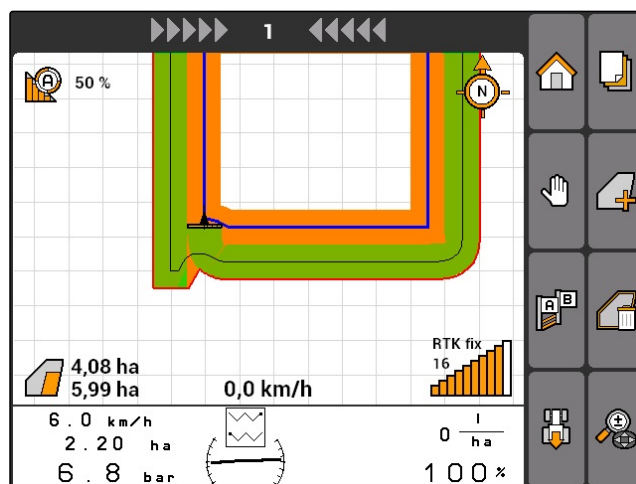 1
50 %
N
A
A B
RTK fix
16
4,08 ha
5,99 ha
0,0 km/h
6.0 km/h
2.20 ha
6.8 bar
0 l/ha
100%